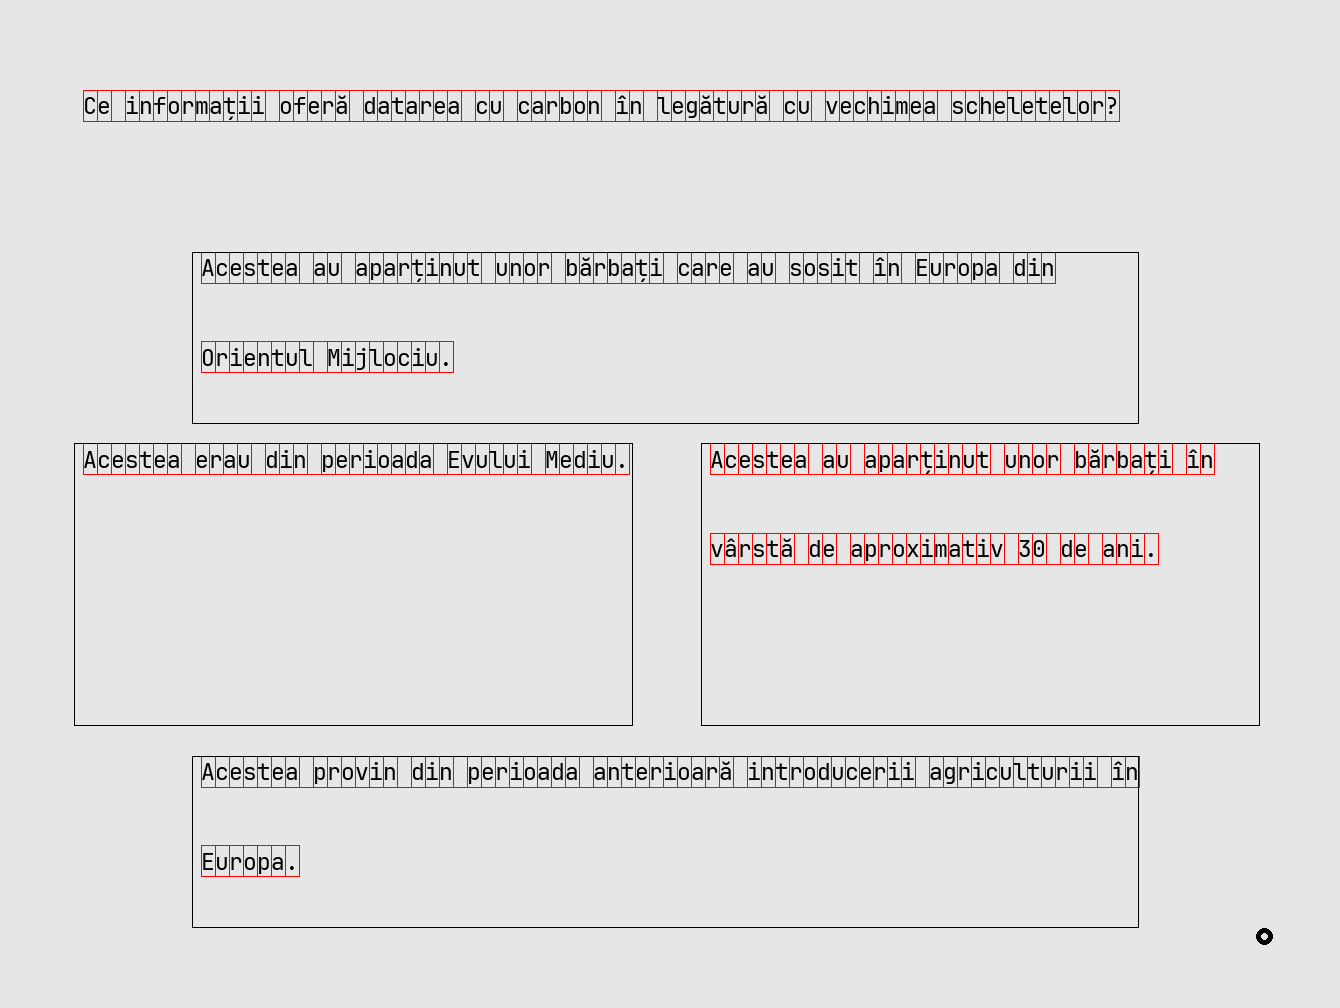 Ce informații oferă datarea cu carbon în legătură cu vechimea scheletelor?
Acestea au aparținut unor bărbați care au sosit în Europa din
Orientul Mijlociu.
Acestea erau din perioada Evului Mediu.
Acestea au aparținut unor bărbați în
vârstă de aproximativ 30 de ani.
Acestea provin din perioada anterioară introducerii agriculturii în
Europa.